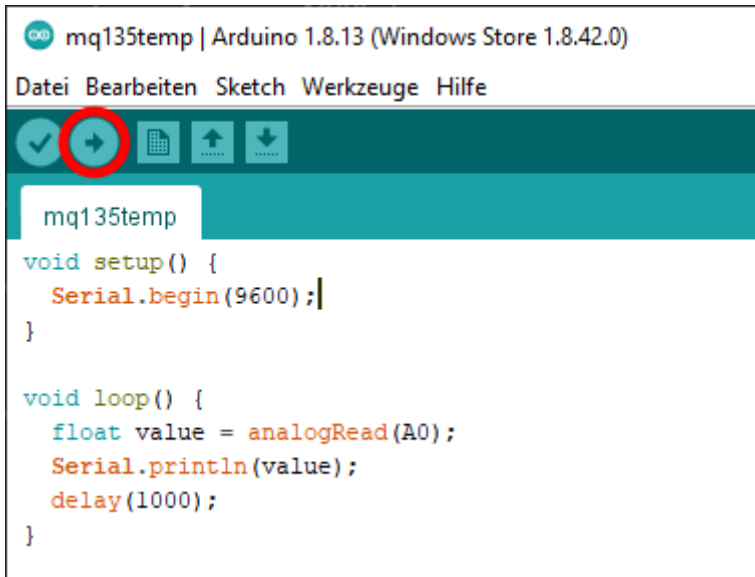 mq135temp | Arduino 1.8.13 (Windows Store 1.8.42.0)
Datei Bearbeiten Sketch Werkzeuge Hilfe
mq135temp
void setup() {
  Serial.begin(9600);
}

void loop() {
  float value = analogRead(A0);
  Serial.println(value);
  delay(1000);
}